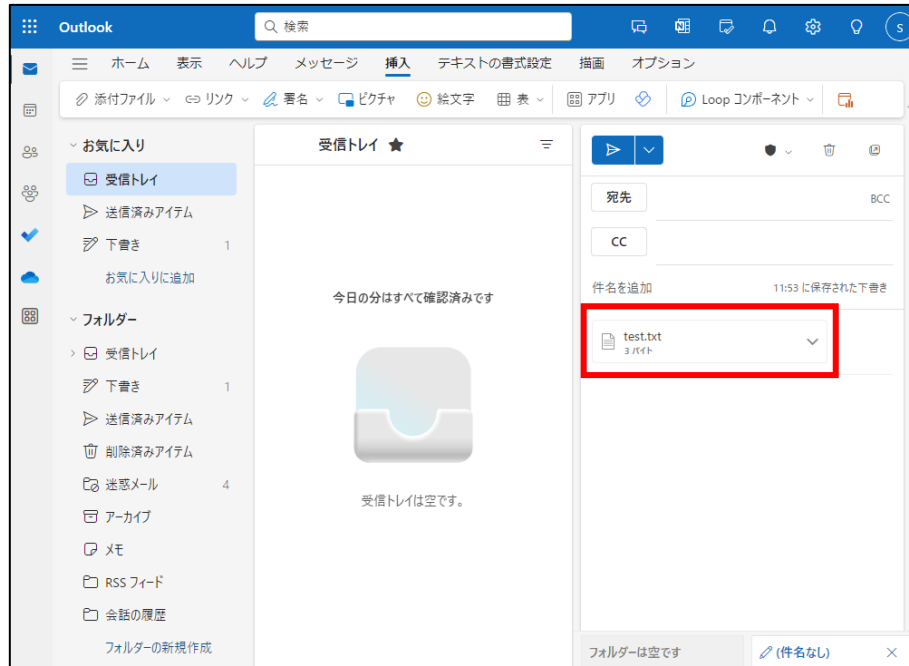 Outlook
検索
S
ホーム 表示 ヘルプ メッセージ 挿入 テキストの書式設定 描画 オプション
添付ファイル リンク 署名 ピクチャ 絵文字 表 アプリ Loop コンポーネント
お気に入り
受信トレイ
送信済みアイテム
下書き 1
お気に入りに追加
フォルダー
受信トレイ
下書き 1
送信済みアイテム
削除済みアイテム
迷惑メール 4
アーカイブ
メモ
RSS フィード
会話の履歴
フォルダーの新規作成
受信トレイ
今日の分はすべて確認済みです
受信トレイは空です。
宛先 BCC
CC
件名を追加 11:53 に保存された下書き
test.txt
3 バイト
フォルダーは空です (件名なし)